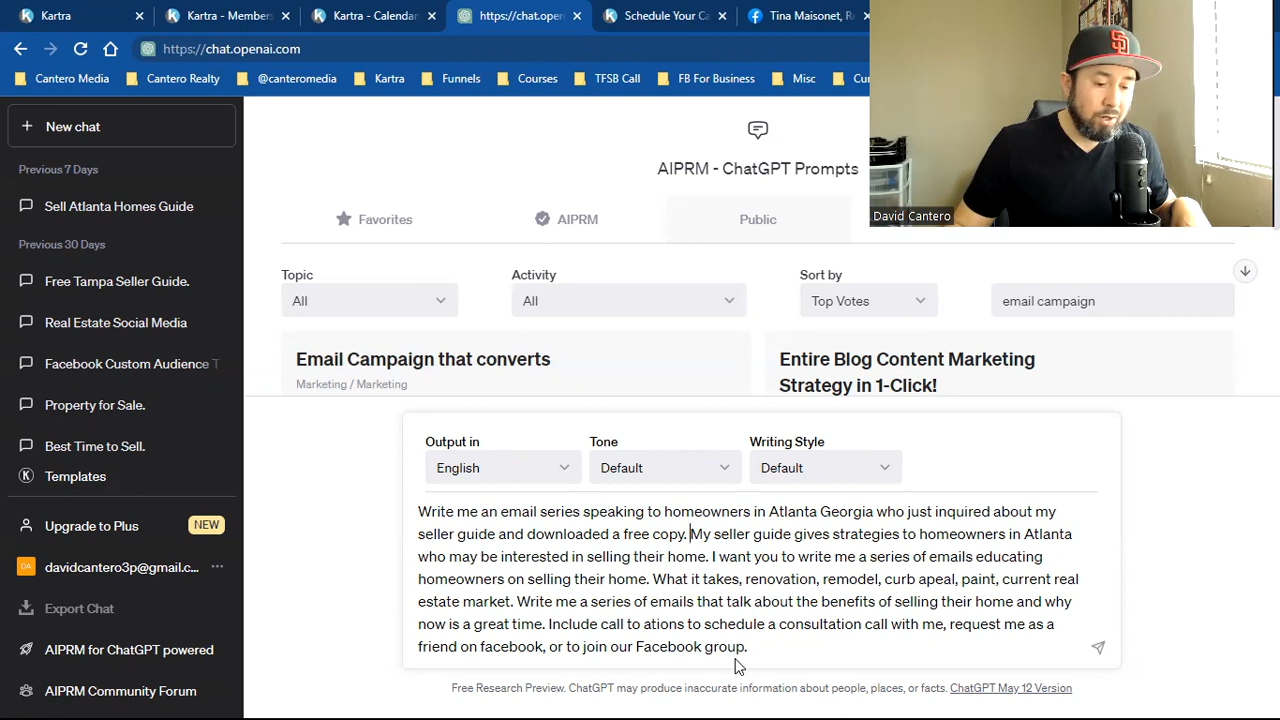 Kartra
Kartra - Members
Kartra - Calendar
https://chat.open
Schedule Your Ca
Tina Maisonet, R
https://chat.openai.com
Cantero Media
Cantero Realty
@canteromedia
Kartra
Funnels
Courses
TFSB Call
FB For Business
Misc
Cu
New chat
Previous 7 Days
Sell Atlanta Homes Guide
Previous 30 Days
Free Tampa Seller Guide.
Real Estate Social Media
Facebook Custom Audience T
Property for Sale.
Best Time to Sell.
Templates
Upgrade to Plus
NEW
DA
davidcantero3p@gmail.c...
Export Chat
AIPRM for ChatGPT powered
AIPRM Community Forum
AIPRM - ChatGPT Prompts
Favorites
AIPRM
Public
David Cantero
Topic
Activity
Sort by
All
All
Top Votes
email campaign
Email Campaign that converts
Marketing / Marketing
Entire Blog Content Marketing
Strategy in 1-Click!
Output in
Tone
Writing Style
English
Default
Default
Write me an email series speaking to homeowners in Atlanta Georgia who just inquired about my
seller guide and downloaded a free copy. My seller guide gives strategies to homeowners in Atlanta
who may be interested in selling their home. I want you to write me a series of emails educating
homeowners on selling their home. What it takes, renovation, remodel, curb apeal, paint, current real
estate market. Write me a series of emails that talk about the benefits of selling their home and why
now is a great time. Include call to ations to schedule a consultation call with me, request me as a
friend on facebook, or to join our Facebook group.
Free Research Preview. ChatGPT may produce inaccurate information about people, places, or facts. ChatGPT May 12 Version